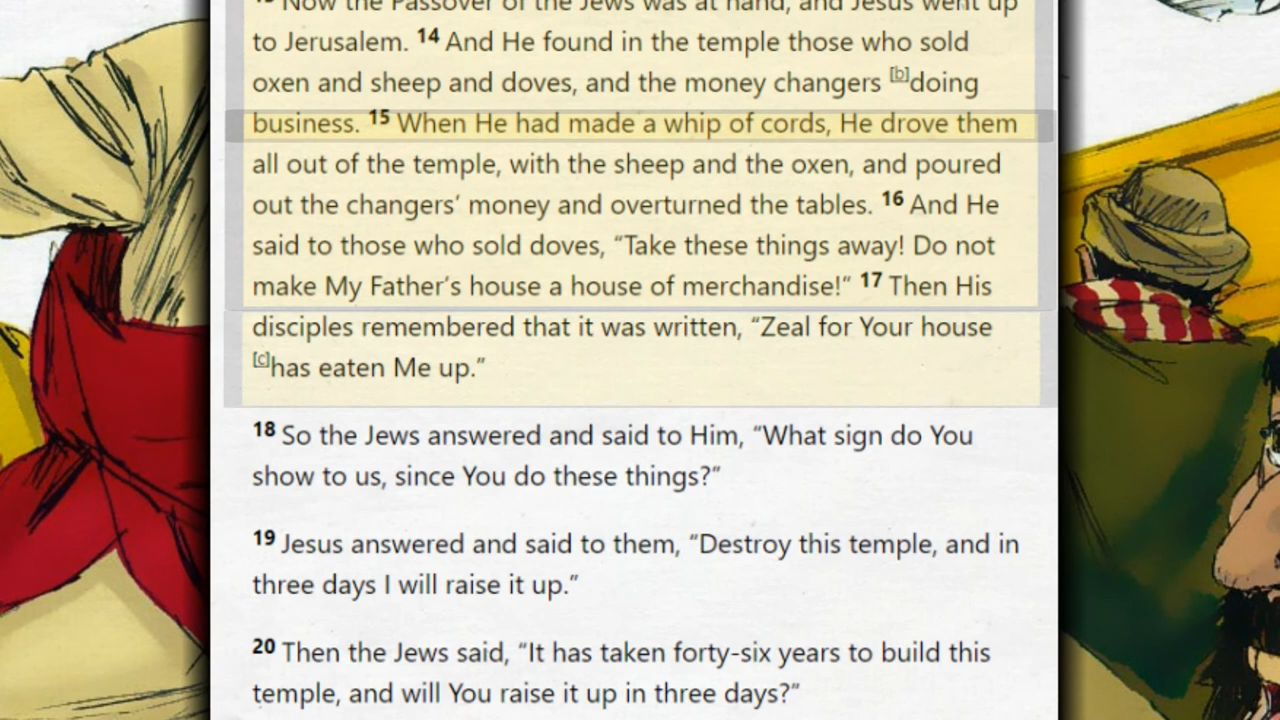 13 Now the Passover of the Jews was at hand, and Jesus went up
to Jerusalem. 14 And He found in the temple those who sold
oxen and sheep and doves, and the money changers [b]doing
business. 15 When He had made a whip of cords, He drove them
all out of the temple, with the sheep and the oxen, and poured
out the changers’ money and overturned the tables. 16 And He
said to those who sold doves, “Take these things away! Do not
make My Father’s house a house of merchandise!” 17 Then His
disciples remembered that it was written, “Zeal for Your house
[c]has eaten Me up.”
18 So the Jews answered and said to Him, “What sign do You
show to us, since You do these things?”
19 Jesus answered and said to them, “Destroy this temple, and in
three days I will raise it up.”
20 Then the Jews said, “It has taken forty-six years to build this
temple, and will You raise it up in three days?”